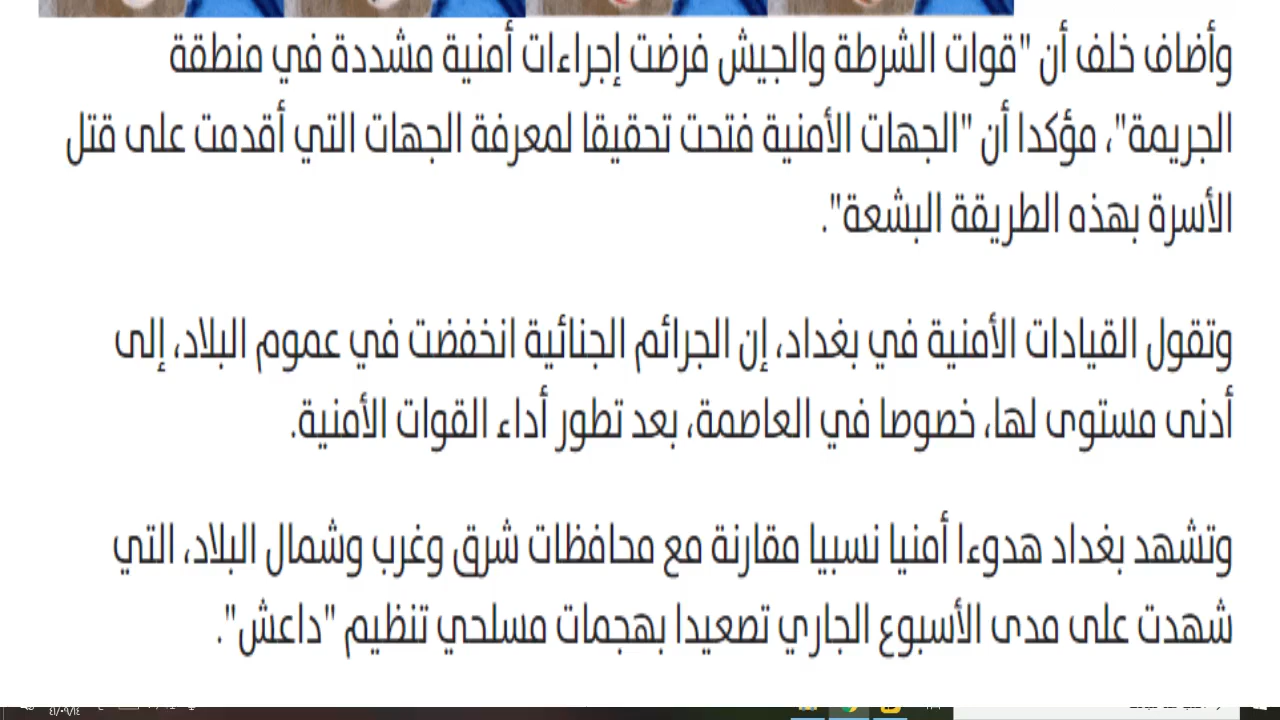 وأضاف خلف أن "قوات الشرطة والجيش فرضت إجراءات أمنية مشددة في منطقة
الجريمة"، مؤكدا أن "الجهات الأمنية فتحت تحقيقا لمعرفة الجهات التي أقدمت على قتل
الأسرة بهذه الطريقة البشعة".
وتقول القيادات الأمنية في بغداد، إن الجرائم الجنائية انخفضت في عموم البلاد، إلى
أدنى مستوى لها، خصوصا في العاصمة، بعد تطور أداء القوات الأمنية.
وتشهد بغداد هدوءا أمنيا نسبيا مقارنة مع محافظات شرق وغرب وشمال البلاد، التي
شهدت على مدى الأسبوع الجاري تصعيدا بهجمات مسلحي تنظيم "داعش".